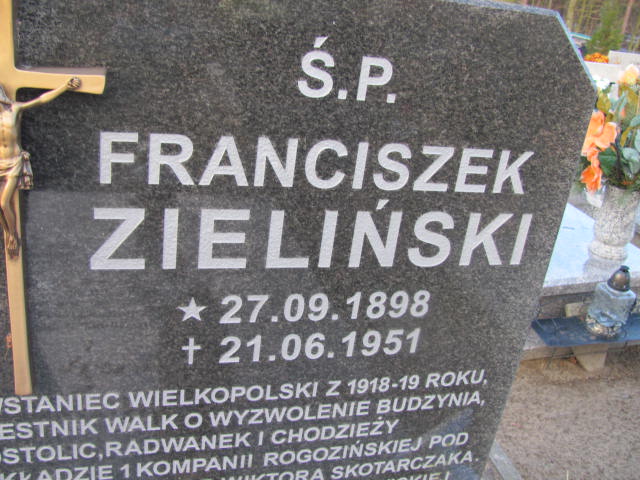 Ś.P.
FRANCISZEK
ZIELIŃSKI
★ 27.09.1898
✝ 21.06.1951
WSTANIEC WIELKOPOLSKI Z 1918-19 ROKU,
ESTNIK WALK O WYZWOLENIE BUDZYNIA,
OSTOLIC, RADWANEK I CHODZIEŻY
KŁADZIE 1 KOMPANII ROGOZIŃSKIEJ POD
WIKTORA SKOTARCZAKA.